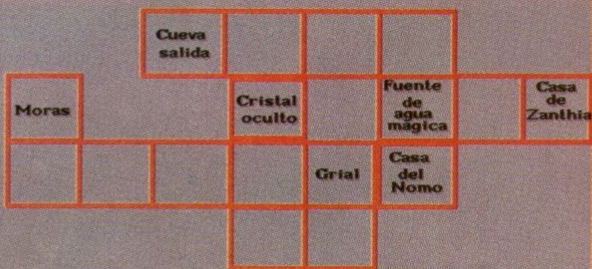 Cueva
salida
Moras
Cristal
oculto
Fuente
de
agua
mágica
Casa
de
Zanthia
Grial
Casa
del
Nomo